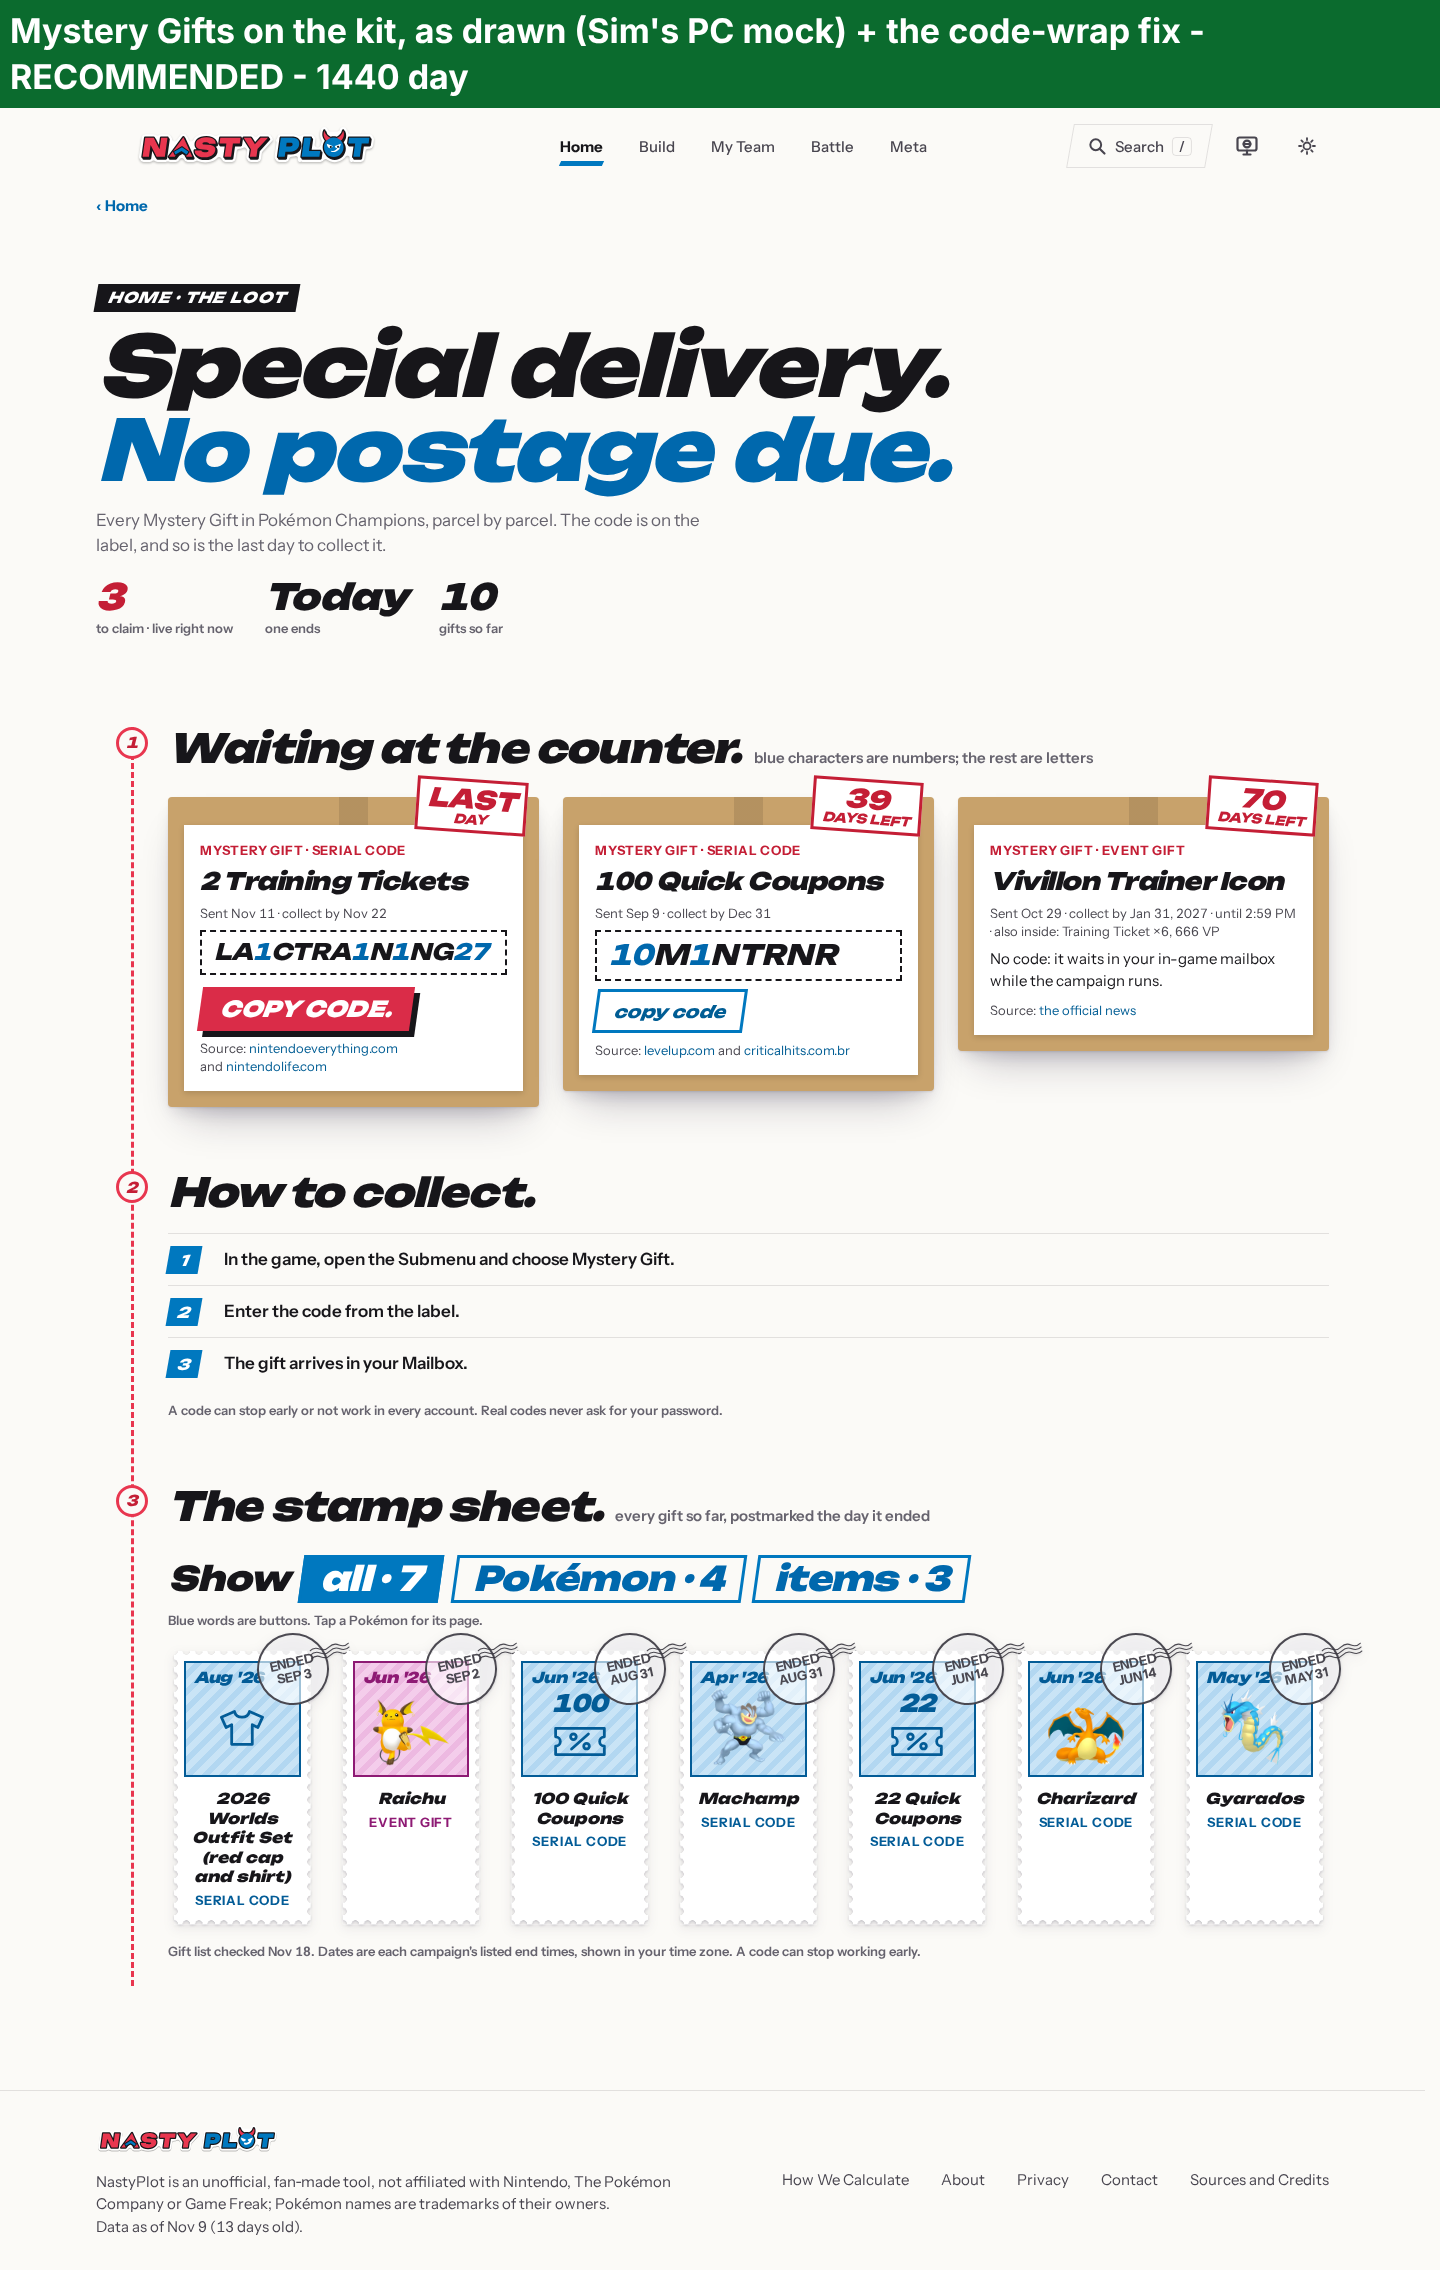 Mystery Gifts on the kit, as drawn (Sim's PC mock) + the code-wrap fix -
RECOMMENDED - 1440 day
NASTY PLOT
Home
Build
My Team
Battle
Meta
Search /
‹ Home
HOME · THE LOOT
Special delivery.
No postage due.
Every Mystery Gift in Pokémon Champions, parcel by parcel. The code is on the
label, and so is the last day to collect it.
3
to claim · live right now
Today
one ends
10
gifts so far
1
Waiting at the counter. blue characters are numbers; the rest are letters
LAST
DAY
MYSTERY GIFT · SERIAL CODE
2 Training Tickets
Sent Nov 11 · collect by Nov 22
LA1CTRA1N1NG27
COPY CODE.
Source: nintendoeverything.com
and nintendolife.com
39
DAYS LEFT
MYSTERY GIFT · SERIAL CODE
100 Quick Coupons
Sent Sep 9 · collect by Dec 31
10M1NTRNR
copy code
Source: levelup.com and criticalhits.com.br
70
DAYS LEFT
MYSTERY GIFT · EVENT GIFT
Vivillon Trainer Icon
Sent Oct 29 · collect by Jan 31, 2027 · until 2:59 PM
· also inside: Training Ticket ×6, 666 VP
No code: it waits in your in-game mailbox
while the campaign runs.
Source: the official news
2
How to collect.
1 In the game, open the Submenu and choose Mystery Gift.
2 Enter the code from the label.
3 The gift arrives in your Mailbox.
A code can stop early or not work in every account. Real codes never ask for your password.
3
The stamp sheet. every gift so far, postmarked the day it ended
Show all · 7 Pokémon · 4 items · 3
Blue words are buttons. Tap a Pokémon for its page.
Aug '26
ENDED
SEP 3
2026
Worlds
Outfit Set
(red cap
and shirt)
SERIAL CODE
Jun '26
ENDED
SEP 2
Raichu
EVENT GIFT
Jun '26
ENDED
AUG 31
100
100 Quick
Coupons
SERIAL CODE
Apr '26
ENDED
AUG 31
Machamp
SERIAL CODE
Jun '26
ENDED
JUN 14
22
22 Quick
Coupons
SERIAL CODE
Jun '26
ENDED
JUN 14
Charizard
SERIAL CODE
May '26
ENDED
MAY 31
Gyarados
SERIAL CODE
Gift list checked Nov 18. Dates are each campaign's listed end times, shown in your time zone. A code can stop working early.
NASTY PLOT
NastyPlot is an unofficial, fan-made tool, not affiliated with Nintendo, The Pokémon
Company or Game Freak; Pokémon names are trademarks of their owners.
Data as of Nov 9 (13 days old).
How We Calculate
About
Privacy
Contact
Sources and Credits